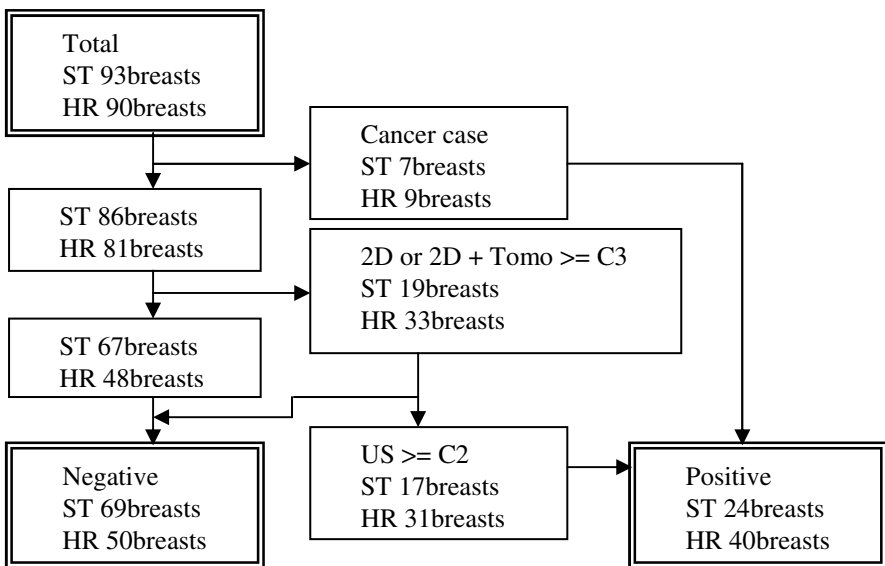 Total
ST 93breasts
HR 90breasts
Cancer case
ST 7breasts
HR 9breasts
ST 86breasts
HR 81breasts
2D or 2D + Tomo >= C3
ST 19breasts
HR 33breasts
ST 67breasts
HR 48breasts
US >= C2
ST 17breasts
HR 31breasts
Negative
ST 69breasts
HR 50breasts
Positive
ST 24breasts
HR 40breasts